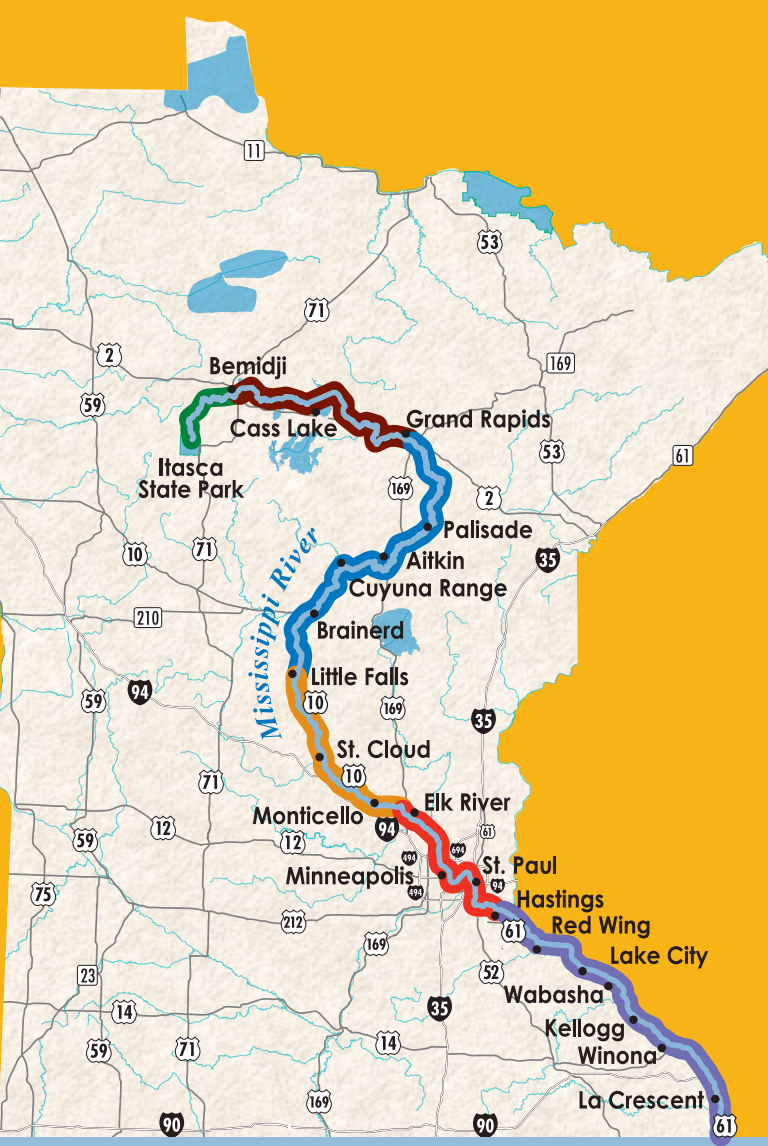 11
53
71
2
169
Bemidji
59
Cass Lake
Grand Rapids
53
61
Itasca
State Park
169
2
Palisade
10
71
Aitkin
35
Cuyuna Range
Mississippi River
210
Brainerd
Little Falls
94
59
10
169
35
St. Cloud
71
10
Monticello
Elk River
12
94
61
59
12
494
694
St. Paul
Minneapolis
94
75
494
Hastings
212
61
Red Wing
169
Lake City
23
52
Wabasha
14
35
Kellogg
59
71
14
Winona
169
La Crescent
90
90
61